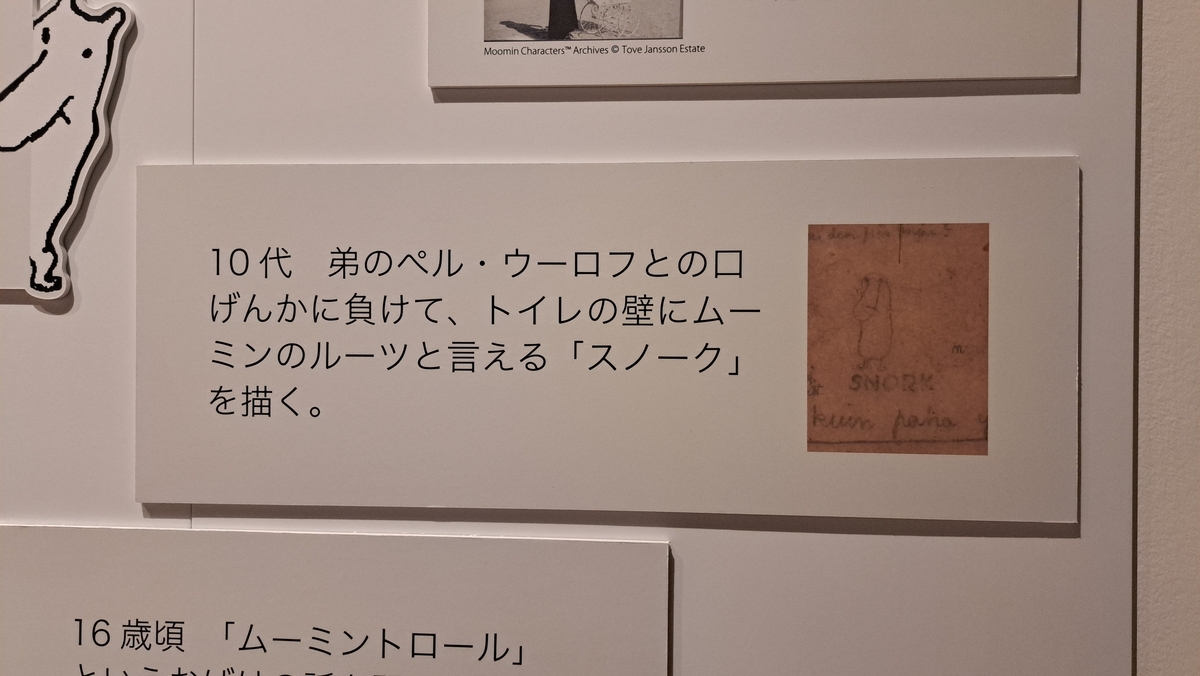 Moomin Characters™ Archives © Tove Jansson Estate
10代　弟のペル・ウーロフとの口
げんかに負けて、トイレの壁にムー
ミンのルーツと言える「スノーク」
を描く。
SNORK
kuin paha
16歳頃　「ムーミントロール」